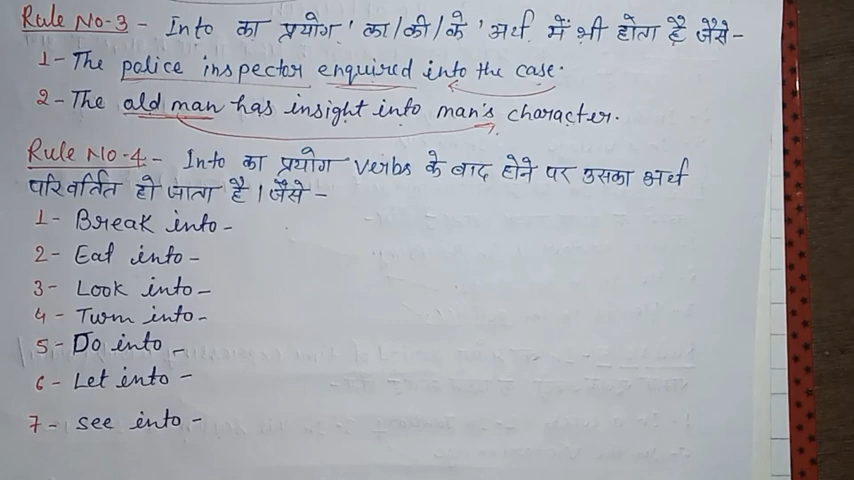 Rule No-3 - Into का प्रयोग 'का/की/के' अर्थ में भी होता है जैसे-
1- The police inspector enquired into the case.
2- The old man has insight into man's character.
Rule No-4- Into का प्रयोग verbs के बाद होने पर उसका अर्थ
परिवर्तित हो जाता है। जैसे-
1- Break into-
2- Eat into-
3- Look into-
4- Turn into-
5- Do into-
6- Let into-
7- See into-